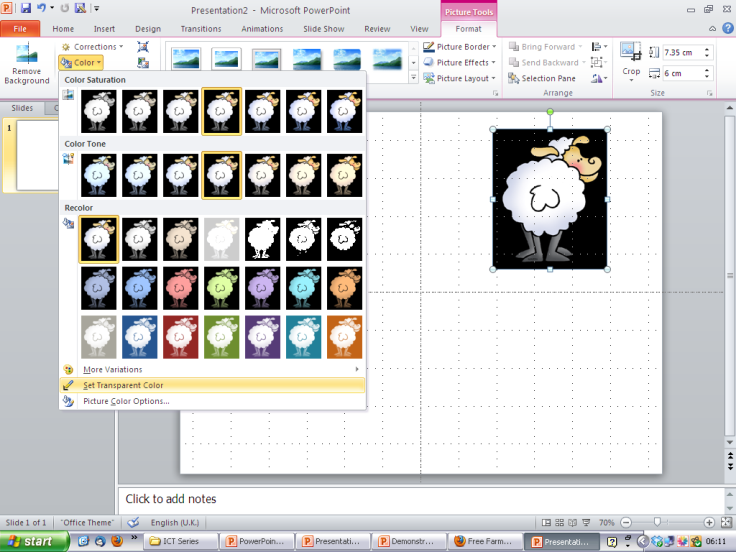 Presentation2 - Microsoft PowerPoint
Picture Tools
File Home Insert Design Transitions Animations Slide Show Review View Format
Remove Background
Corrections
Color
Picture Border
Picture Effects
Picture Layout
Bring Forward
Send Backward
Selection Pane
Arrange
Crop
7.35 cm
6 cm
Size
Slides
1
Color Saturation
Color Tone
Recolor
More Variations
Set Transparent Color
Picture Color Options...
Click to add notes
Slide 1 of 1 "Office Theme" English (U.K.) 70%
start ICT Series PowerPoin... Presentati... Demonstr... Free Farm... Presentati... 06:11